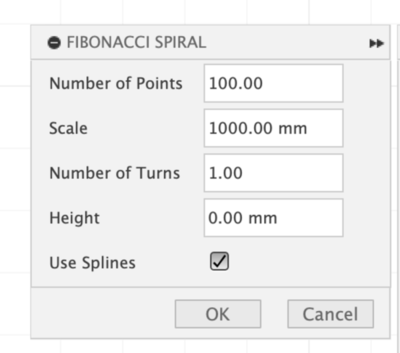 FIBONACCI SPIRAL
Number of Points 100.00
Scale 1000.00 mm
Number of Turns 1.00
Height 0.00 mm
Use Splines
OK Cancel